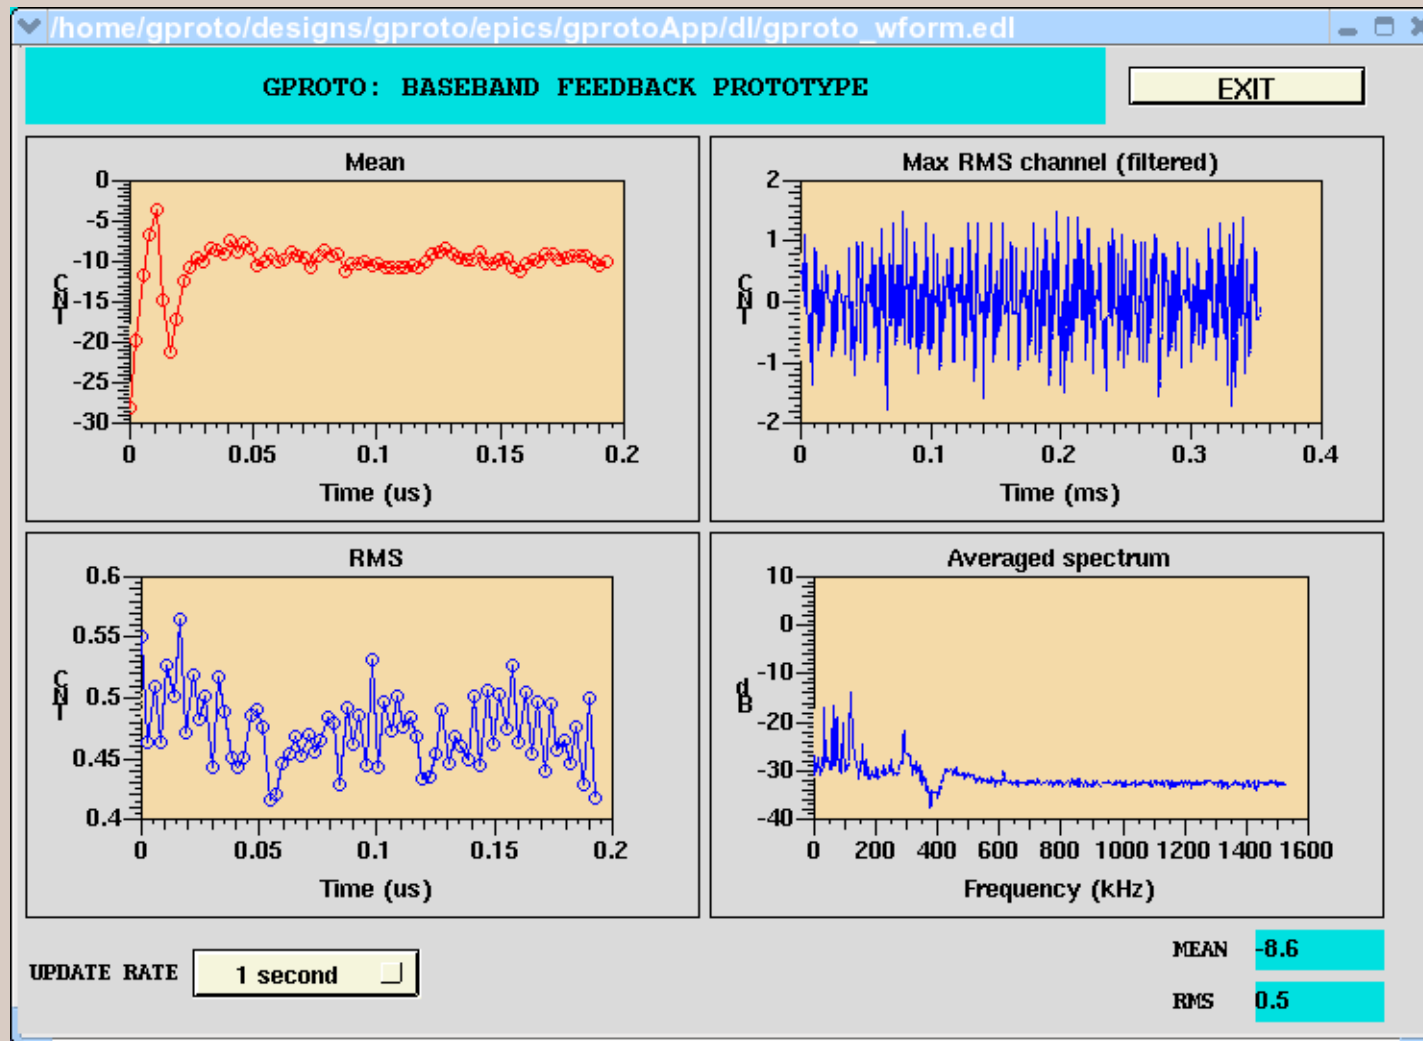 /home/gproto/designs/gproto/epics/gprotoApp/dl/gproto_wform.edl
GPROTO: BASEBAND FEEDBACK PROTOTYPE
EXIT
Mean
0
-5
-10
-15
-20
-25
-30
CNT
0 0.05 0.1 0.15 0.2
Time (us)
Max RMS channel (filtered)
2
1
0
-1
-2
CNT
0 0.1 0.2 0.3 0.4
Time (ms)
RMS
0.6
0.55
0.5
0.45
0.4
CNT
0 0.05 0.1 0.15 0.2
Time (us)
Averaged spectrum
10
0
-10
-20
-30
-40
dB
0 200 400 600 800 1000 1200 1400 1600
Frequency (kHz)
UPDATE RATE 1 second
MEAN -8.6
RMS 0.5